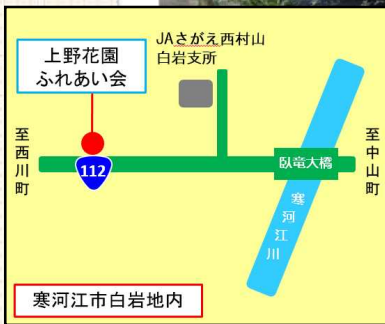 上野花園
ふれあい会
JAさがえ西村山
白岩支所
至西川町
112
臥竜大橋
至中山町
寒河江川
寒河江市白岩地内